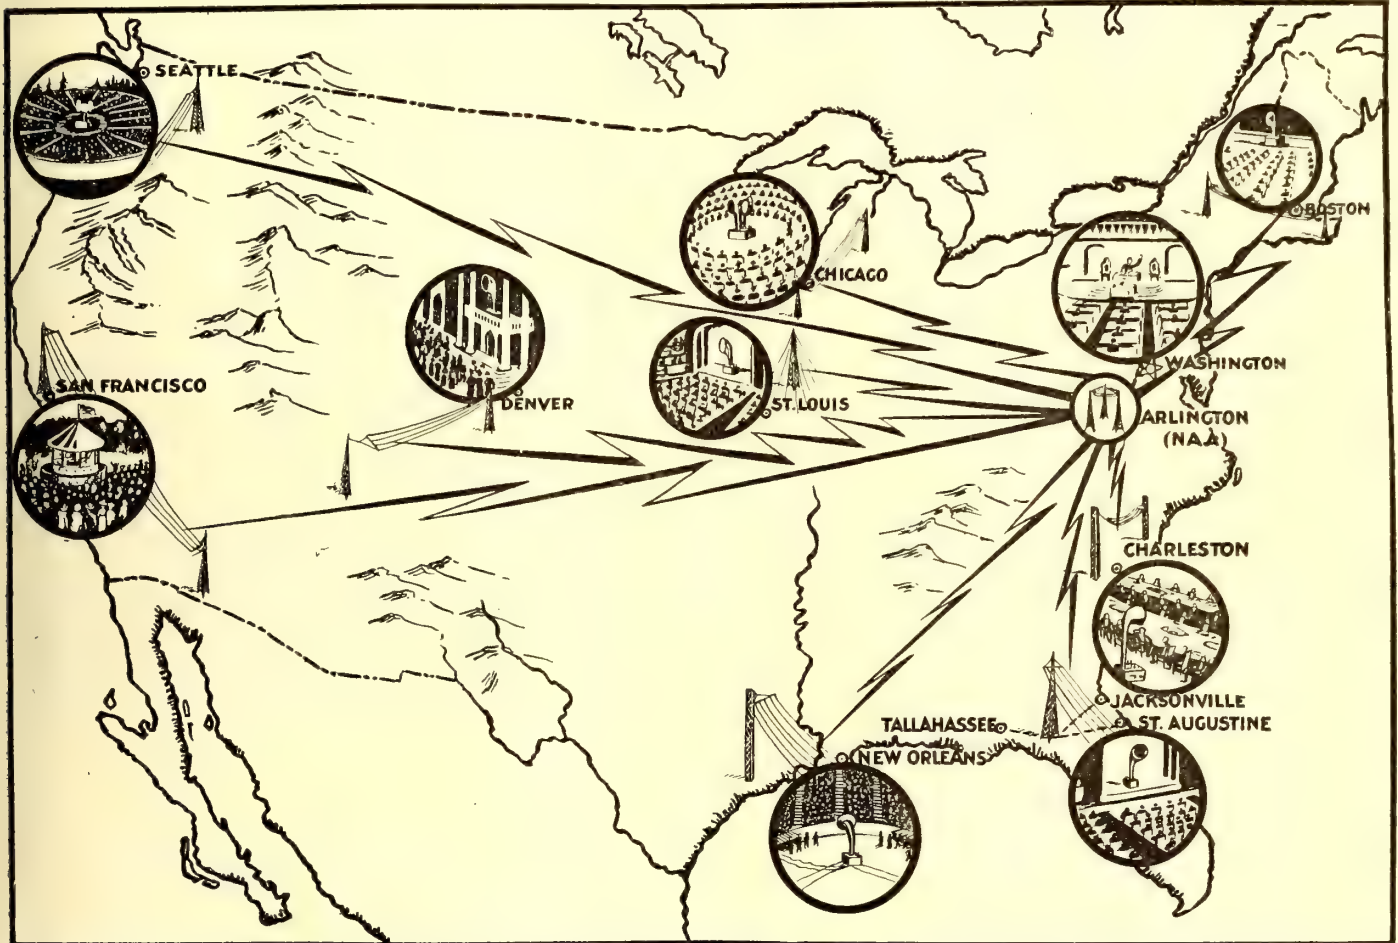 SEATTLE
BOSTON
CHICAGO
WASHINGTON
SAN FRANCISCO
DENVER
ST. LOUIS
ARLINGTON
(NAA)
CHARLESTON
JACKSONVILLE
TALLAHASSEE
ST. AUGUSTINE
NEW ORLEANS